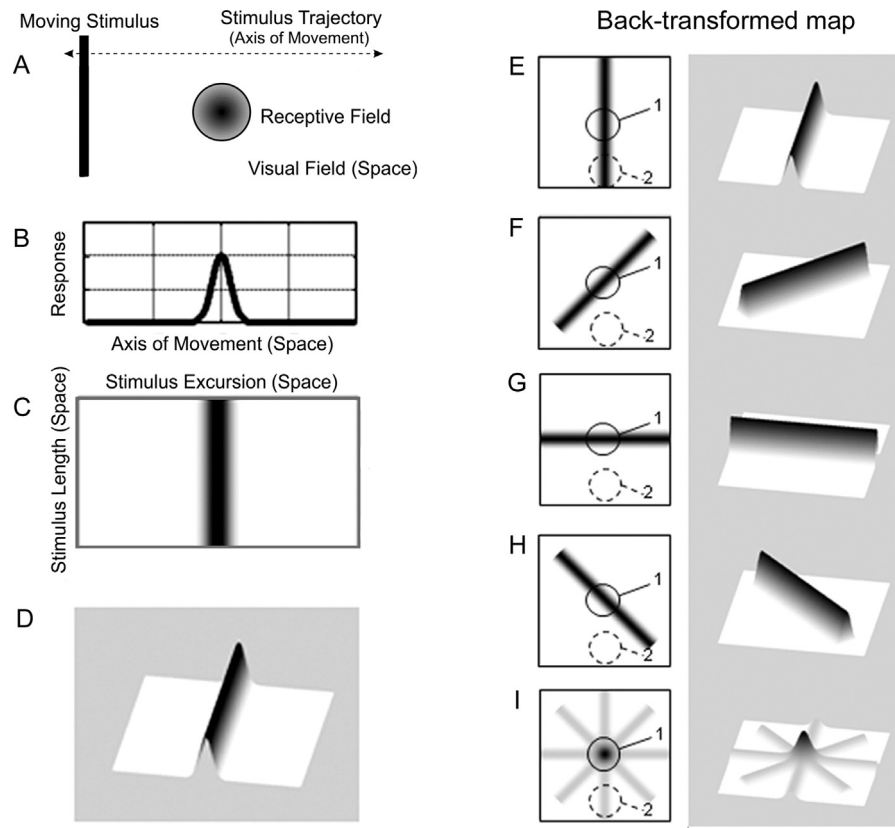 Moving Stimulus
Stimulus Trajectory
(Axis of Movement)
A
Receptive Field
Visual Field (Space)
B
Response
Axis of Movement (Space)
C
Stimulus Excursion (Space)
Stimulus Length (Space)
D
Back-transformed map
E
1
2
F
1
2
G
1
2
H
1
2
I
1
2